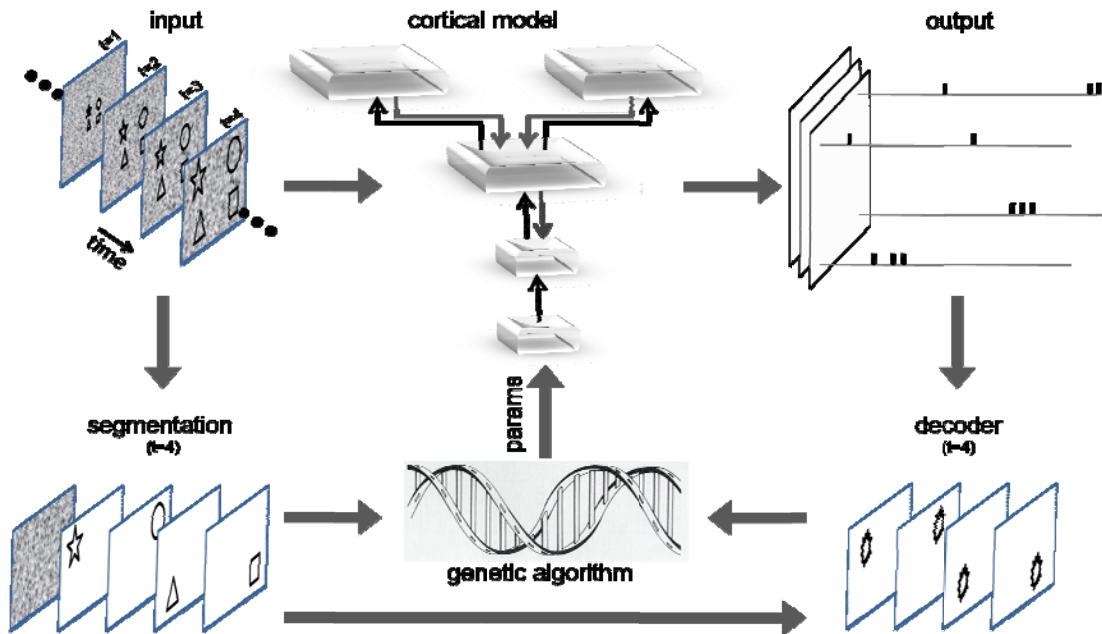 input
cortical model
output
t=1
t=2
t=3
t=4
time
params
segmentation
(t=4)
decoder
(t=4)
genetic algorithm